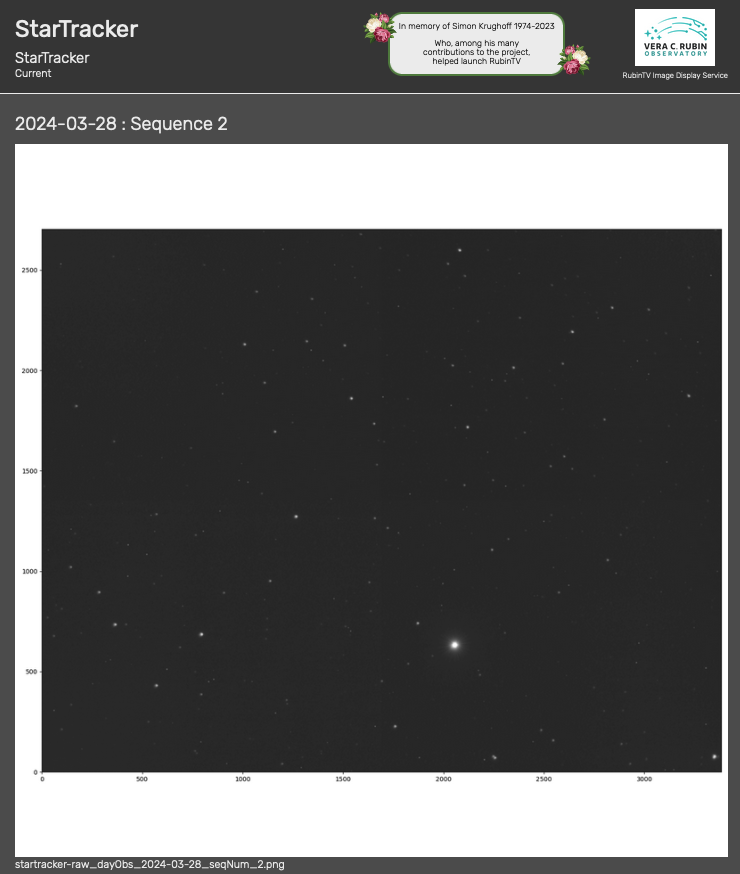 StarTracker
StarTracker
Current
In memory of Simon Krughoff 1974-2023
Who, among his many
contributions to the project,
helped launch RubinTV
VERA C. RUBIN
OBSERVATORY
RubinTV Image Display Service
2024-03-28 : Sequence 2
2500
2000
1500
1000
500
0
0 500 1000 1500 2000 2500 3000
startracker-raw_dayObs_2024-03-28_seqNum_2.png